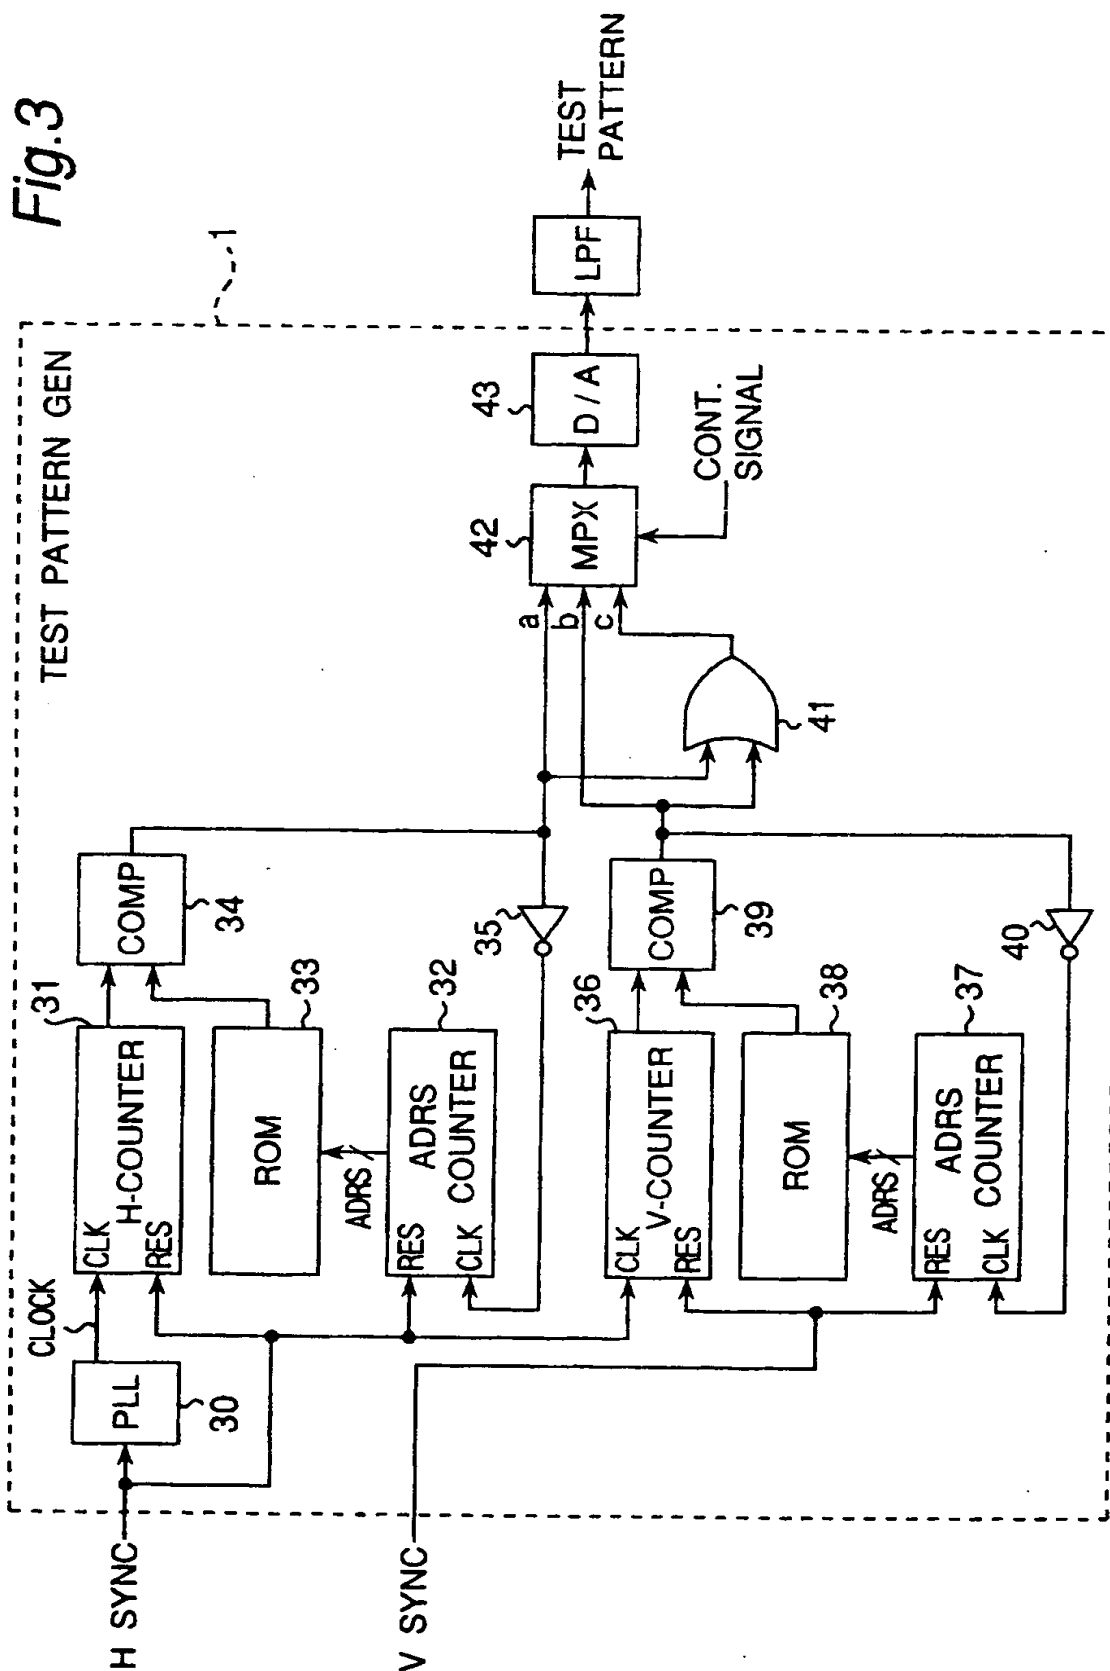 Fig.3
1
TEST PATTERN GEN
H SYNC
V SYNC
PLL
30
CLOCK
H-COUNTER
CLK
RES
31
ROM
33
ADRS
ADRS
COUNTER
RES
CLK
32
COMP
34
35
V-COUNTER
CLK
RES
36
ROM
38
ADRS
ADRS
COUNTER
RES
CLK
37
COMP
39
40
41
a
b
c
MPX
42
CONT.
SIGNAL
D/A
43
LPF
TEST
PATTERN